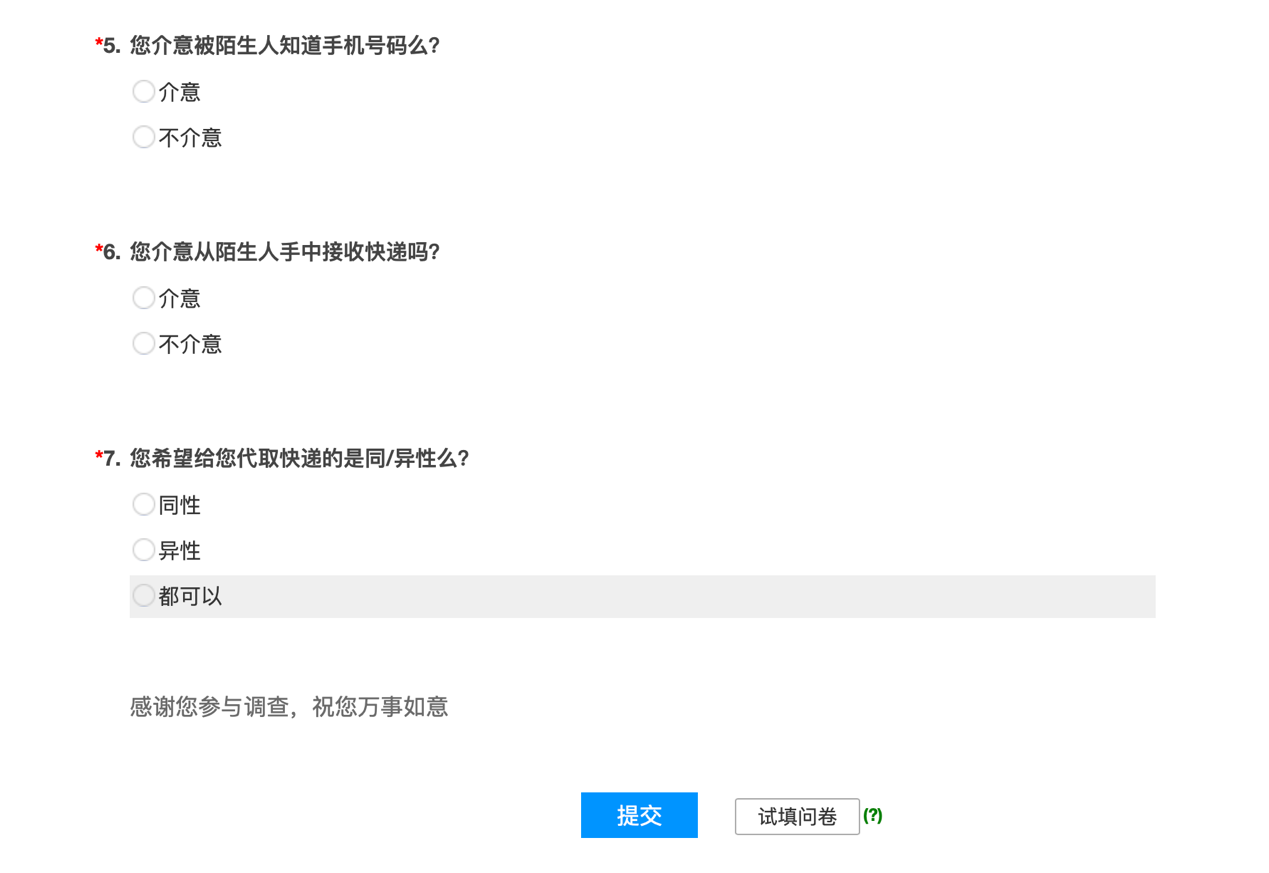 *5. 您介意被陌生人知道手机号码么?
介意
不介意
*6. 您介意从陌生人手中接收快递吗?
介意
不介意
*7. 您希望给您代取快递的是同/异性么?
同性
异性
都可以
感谢您参与调查，祝您万事如意
提交 试填问卷 (?)